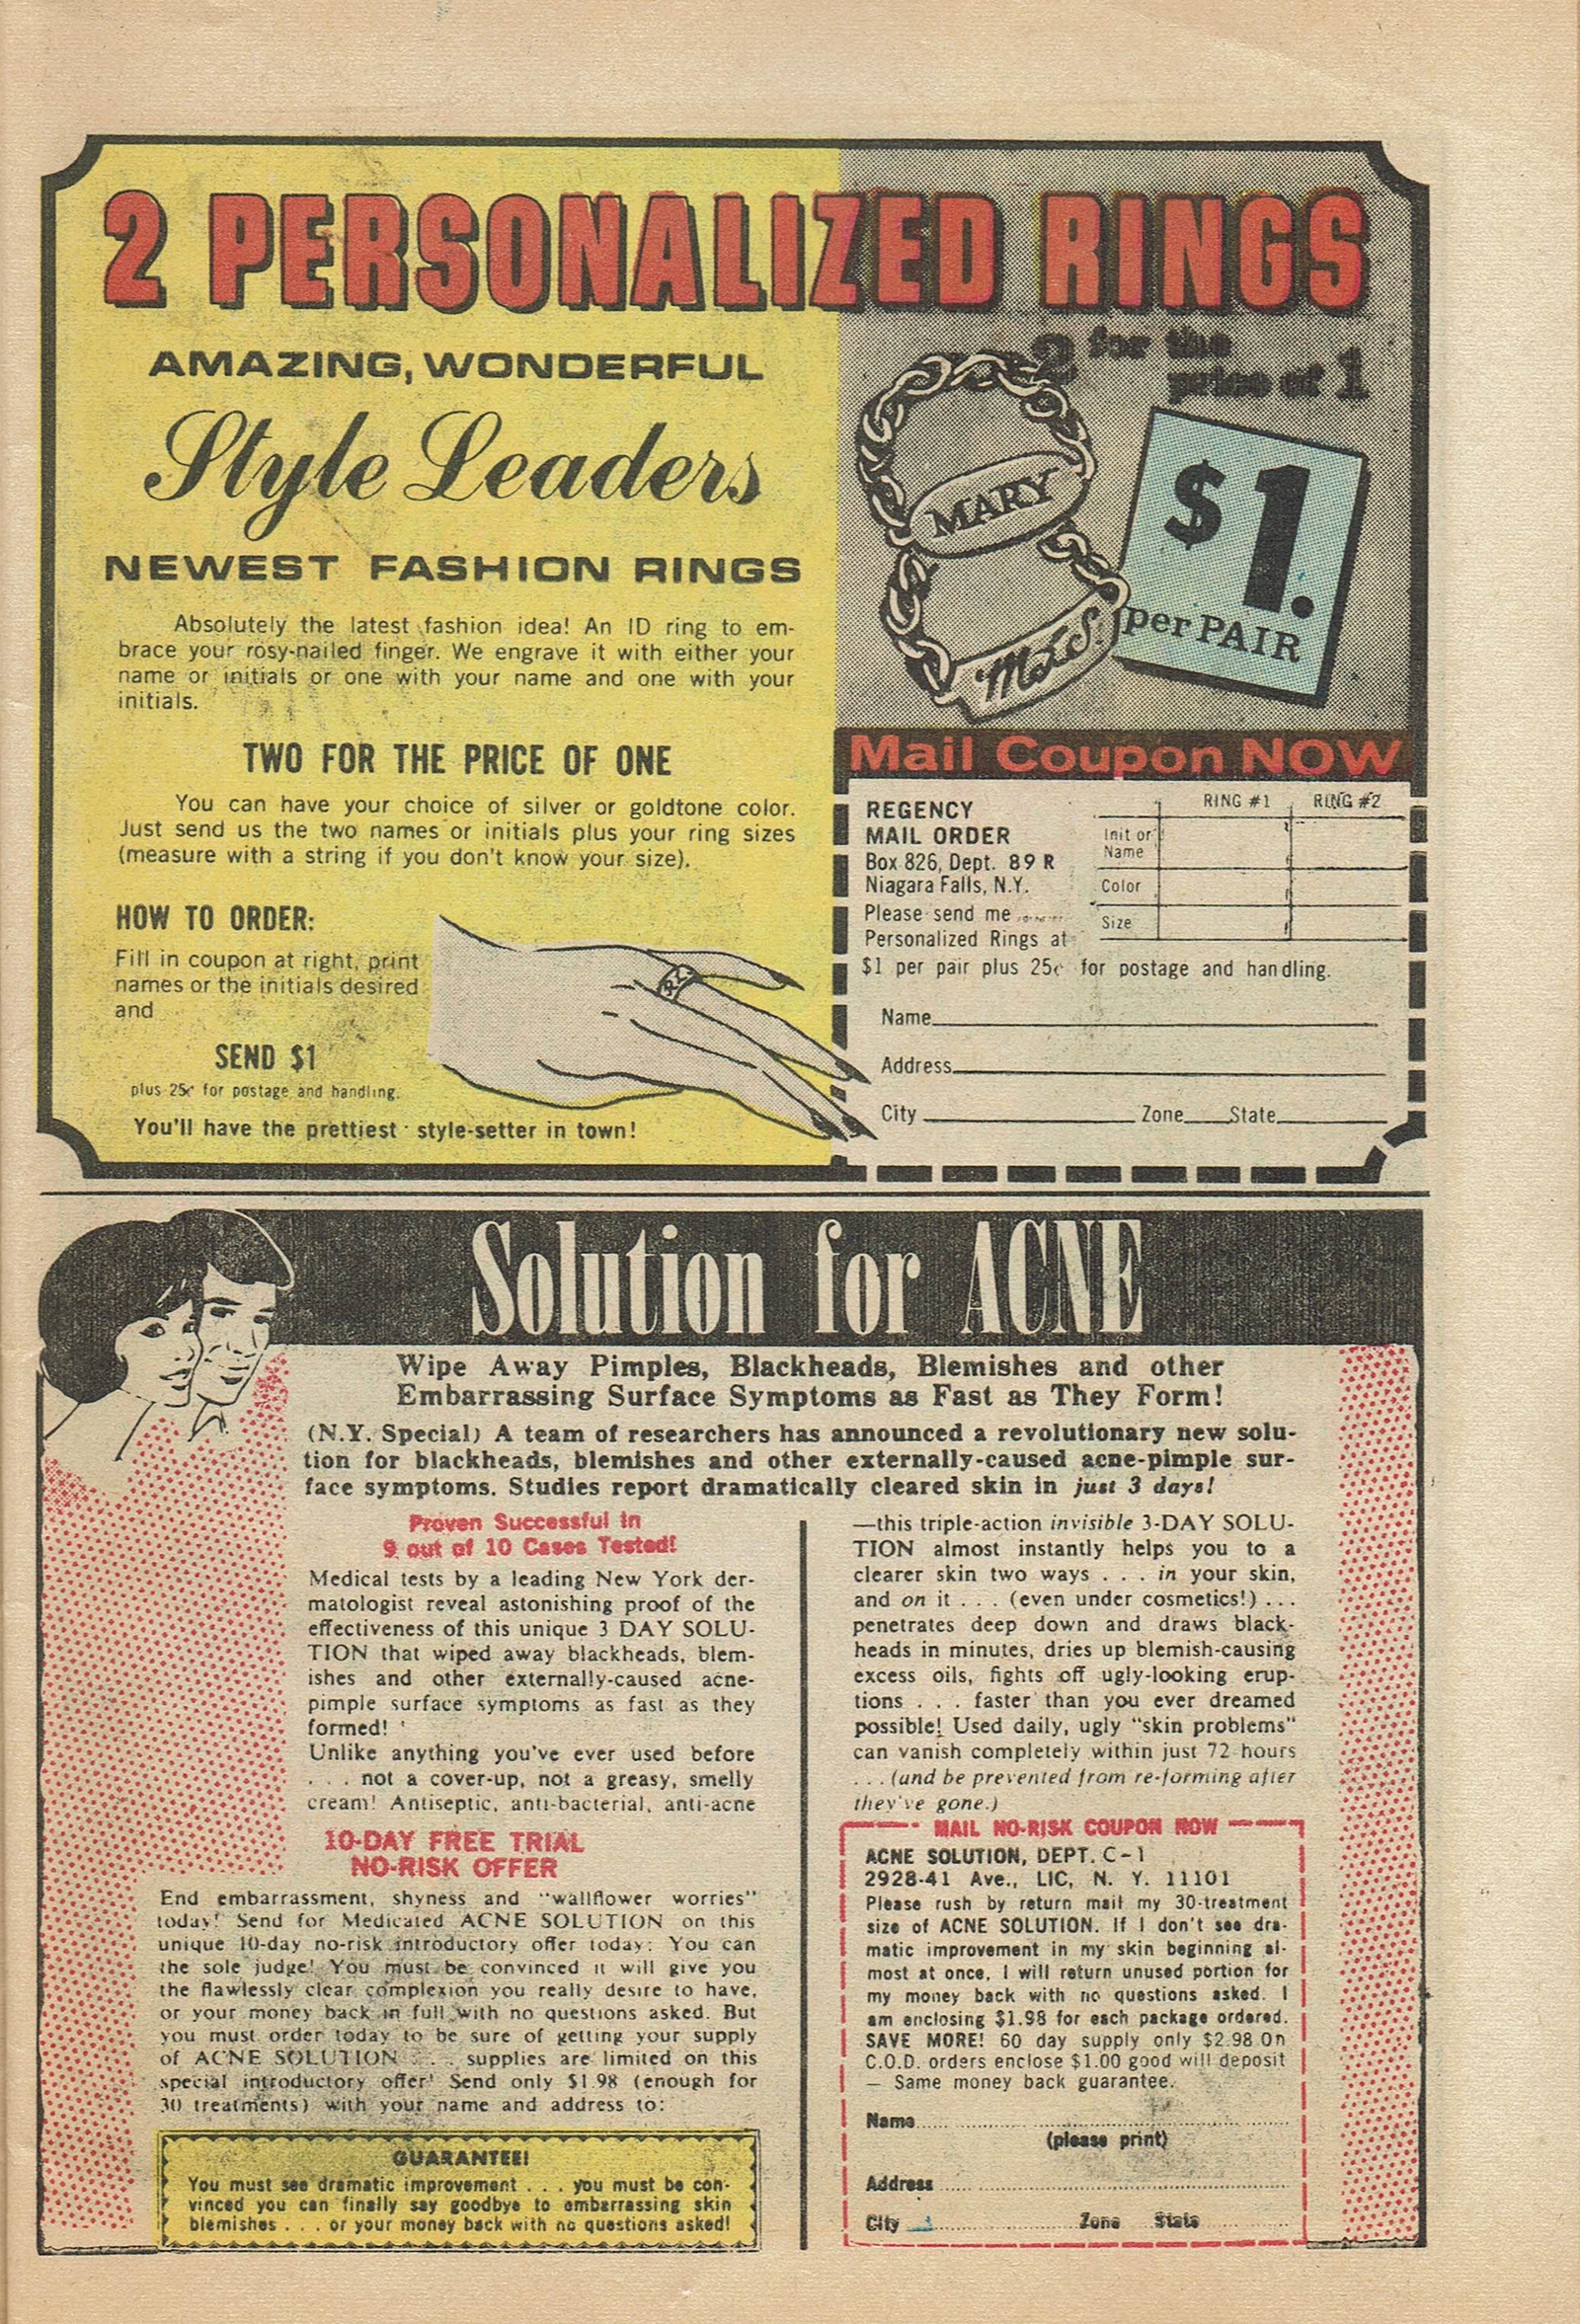 2 PERSONALIZED RINGS
AMAZING, WONDERFUL
Style Leaders
NEWEST FASHION RINGS
Absolutely the latest fashion idea! An ID ring to em-
brace your rosy-nailed finger. We engrave it with either your
name or initials or one with your name and one with your
initials.
TWO FOR THE PRICE OF ONE
You can have your choice of silver or goldtone color.
Just send us the two names or initials plus your ring sizes
(measure with a string if you don't know your size).
HOW TO ORDER:
Fill in coupon at right, print
names or the initials desired
and
SEND $1
plus 25¢ for postage and handling.
You'll have the prettiest style-setter in town!
RL
2 for the
price of 1
MARY
M.L.S.
$1.
per PAIR
Mail Coupon NOW
REGENCY
MAIL ORDER
Box 826, Dept. 89 R
Niagara Falls, N.Y.
Please send me ........
Personalized Rings at
$1 per pair plus 25¢ for postage and handling.
RING #1 RING #2
Init or
Name
Color
Size
Name
Address
City Zone State
Solution for ACNE
Wipe Away Pimples, Blackheads, Blemishes and other
Embarrassing Surface Symptoms as Fast as They Form!
(N.Y. Special) A team of researchers has announced a revolutionary new solu-
tion for blackheads, blemishes and other externally-caused acne-pimple sur-
face symptoms. Studies report dramatically cleared skin in just 3 days!
Proven Successful in
9 out of 10 Cases Tested!
Medical tests by a leading New York der-
matologist reveal astonishing proof of the
effectiveness of this unique 3 DAY SOLU-
TION that wiped away blackheads, blem-
ishes and other externally-caused acne-
pimple surface symptoms as fast as they
formed!
Unlike anything you've ever used before
. . . not a cover-up, not a greasy, smelly
cream! Antiseptic, anti-bacterial, anti-acne
—this triple-action invisible 3-DAY SOLU-
TION almost instantly helps you to a
clearer skin two ways . . . in your skin,
and on it . . . (even under cosmetics!) . . .
penetrates deep down and draws black-
heads in minutes, dries up blemish-causing
excess oils, fights off ugly-looking erup-
tions . . . faster than you ever dreamed
possible! Used daily, ugly "skin problems"
can vanish completely within just 72 hours
. . . (and be prevented from re-forming after
they've gone.)
10-DAY FREE TRIAL
NO-RISK OFFER
End embarrassment, shyness and "wallflower worries"
today! Send for Medicated ACNE SOLUTION on this
unique 10-day no-risk introductory offer today: You can
the sole judge! You must be convinced it will give you
the flawlessly clear complexion you really desire to have,
or your money back in full with no questions asked. But
you must order today to be sure of getting your supply
of ACNE SOLUTION . . . supplies are limited on this
special introductory offer! Send only $1.98 (enough for
30 treatments) with your name and address to:
GUARANTEE!
You must see dramatic improvement . . . you must be con-
vinced you can finally say goodbye to embarrassing skin
blemishes . . . or your money back with no questions asked!
MAIL NO-RISK COUPON NOW
ACNE SOLUTION, DEPT. C-1
2928-41 Ave., LIC, N. Y. 11101
Please rush by return mail my 30-treatment
size of ACNE SOLUTION. If I don't see dra-
matic improvement in my skin beginning al-
most at once, I will return unused portion for
my money back with no questions asked. I
am enclosing $1.98 for each package ordered.
SAVE MORE! 60 day supply only $2.98 On
C.O.D. orders enclose $1.00 good will deposit
— Same money back guarantee.
Name
(please print)
Address
City Zone State